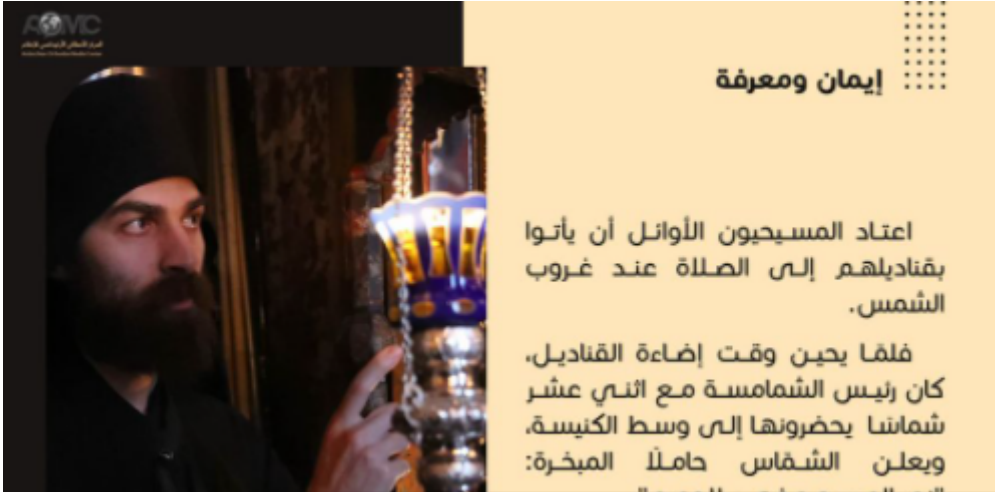 AOMC
إيمان ومعرفة
اعتاد المسيحيون الأوائل أن يأتوا
بقناديلهم إلى الصلاة عند غروب
الشمس.
فلمّا يحين وقت إضاءة القناديل،
كان رئيس الشمامسة مع اثني عشر
شماسًا يحضرونها إلى وسط الكنيسة،
ويعلن الشمّاس حاملًا المبخرة: